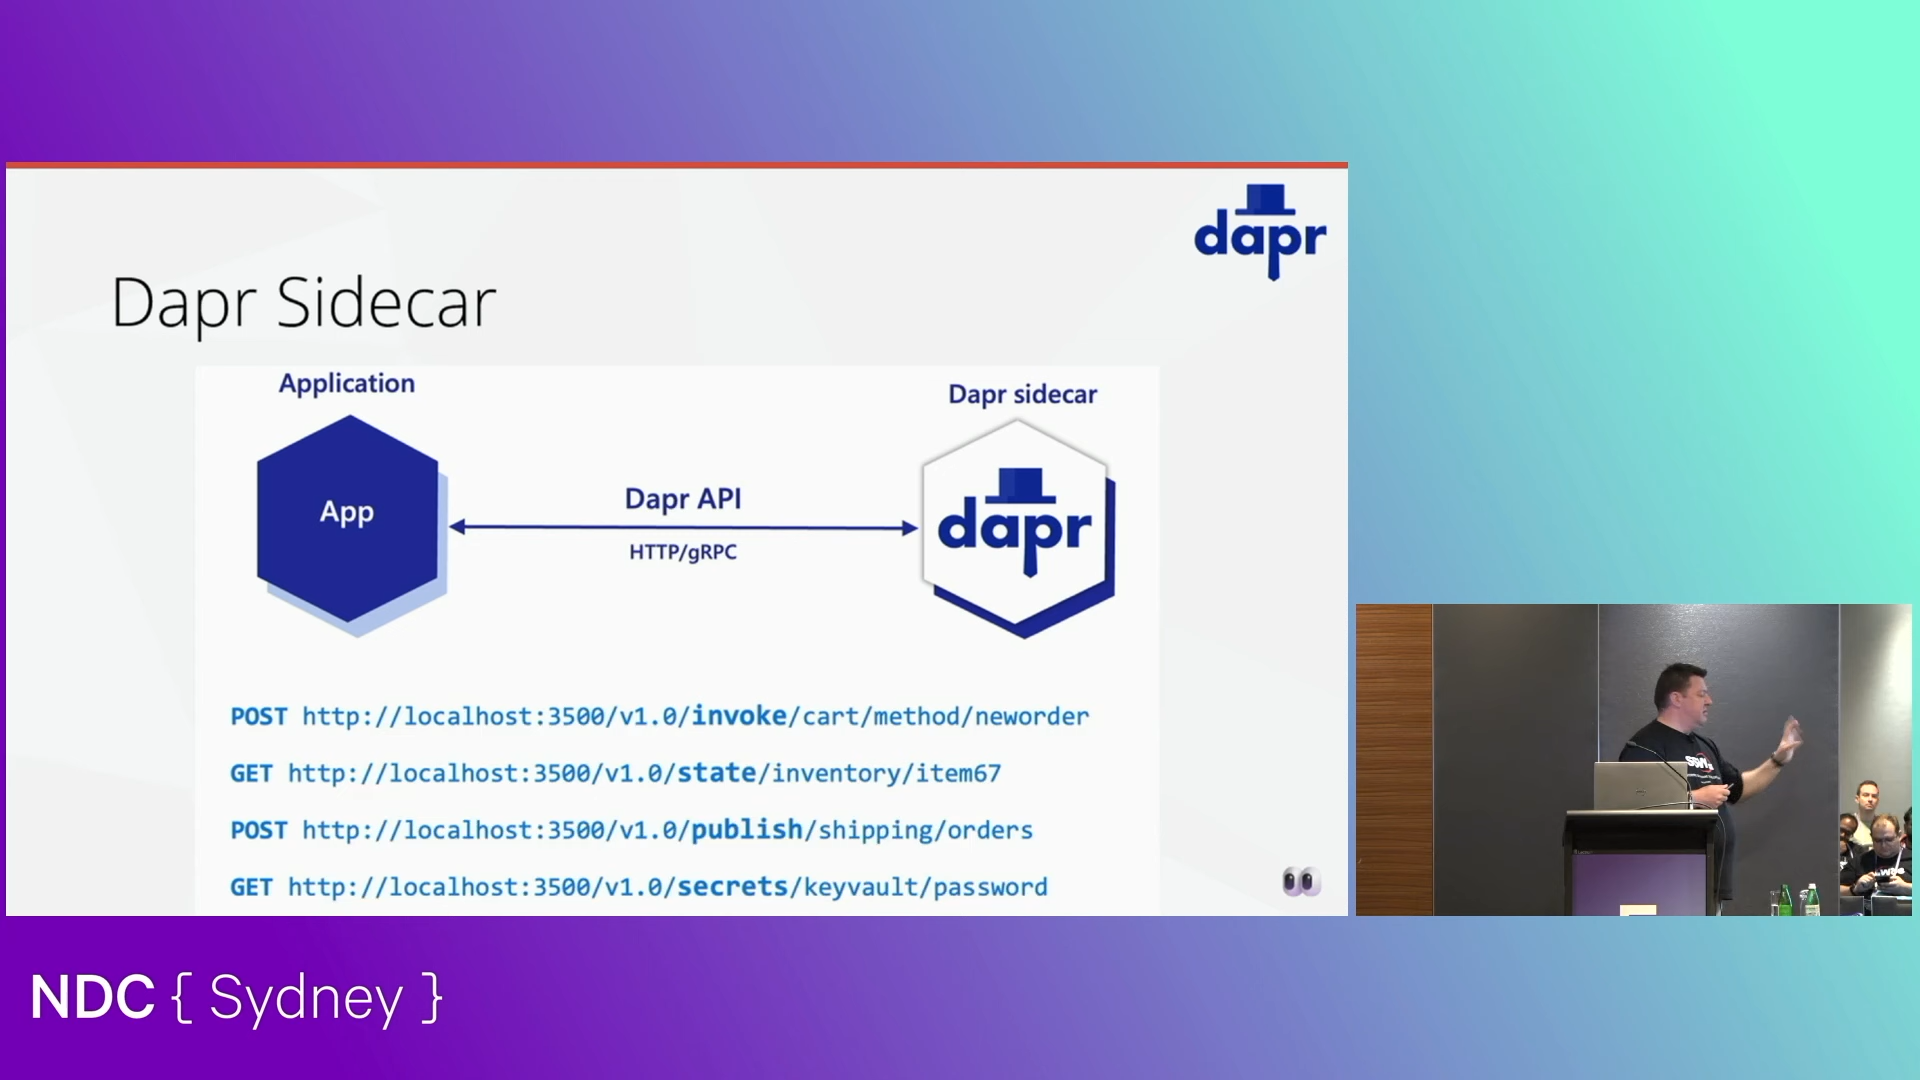 dapr
Dapr Sidecar
Application
Dapr sidecar
App
Dapr API
HTTP/gRPC
dapr
POST http://localhost:3500/v1.0/invoke/cart/method/neworder
GET http://localhost:3500/v1.0/state/inventory/item67
POST http://localhost:3500/v1.0/publish/shipping/orders
GET http://localhost:3500/v1.0/secrets/keyvault/password
SSW
NDC { Sydney }